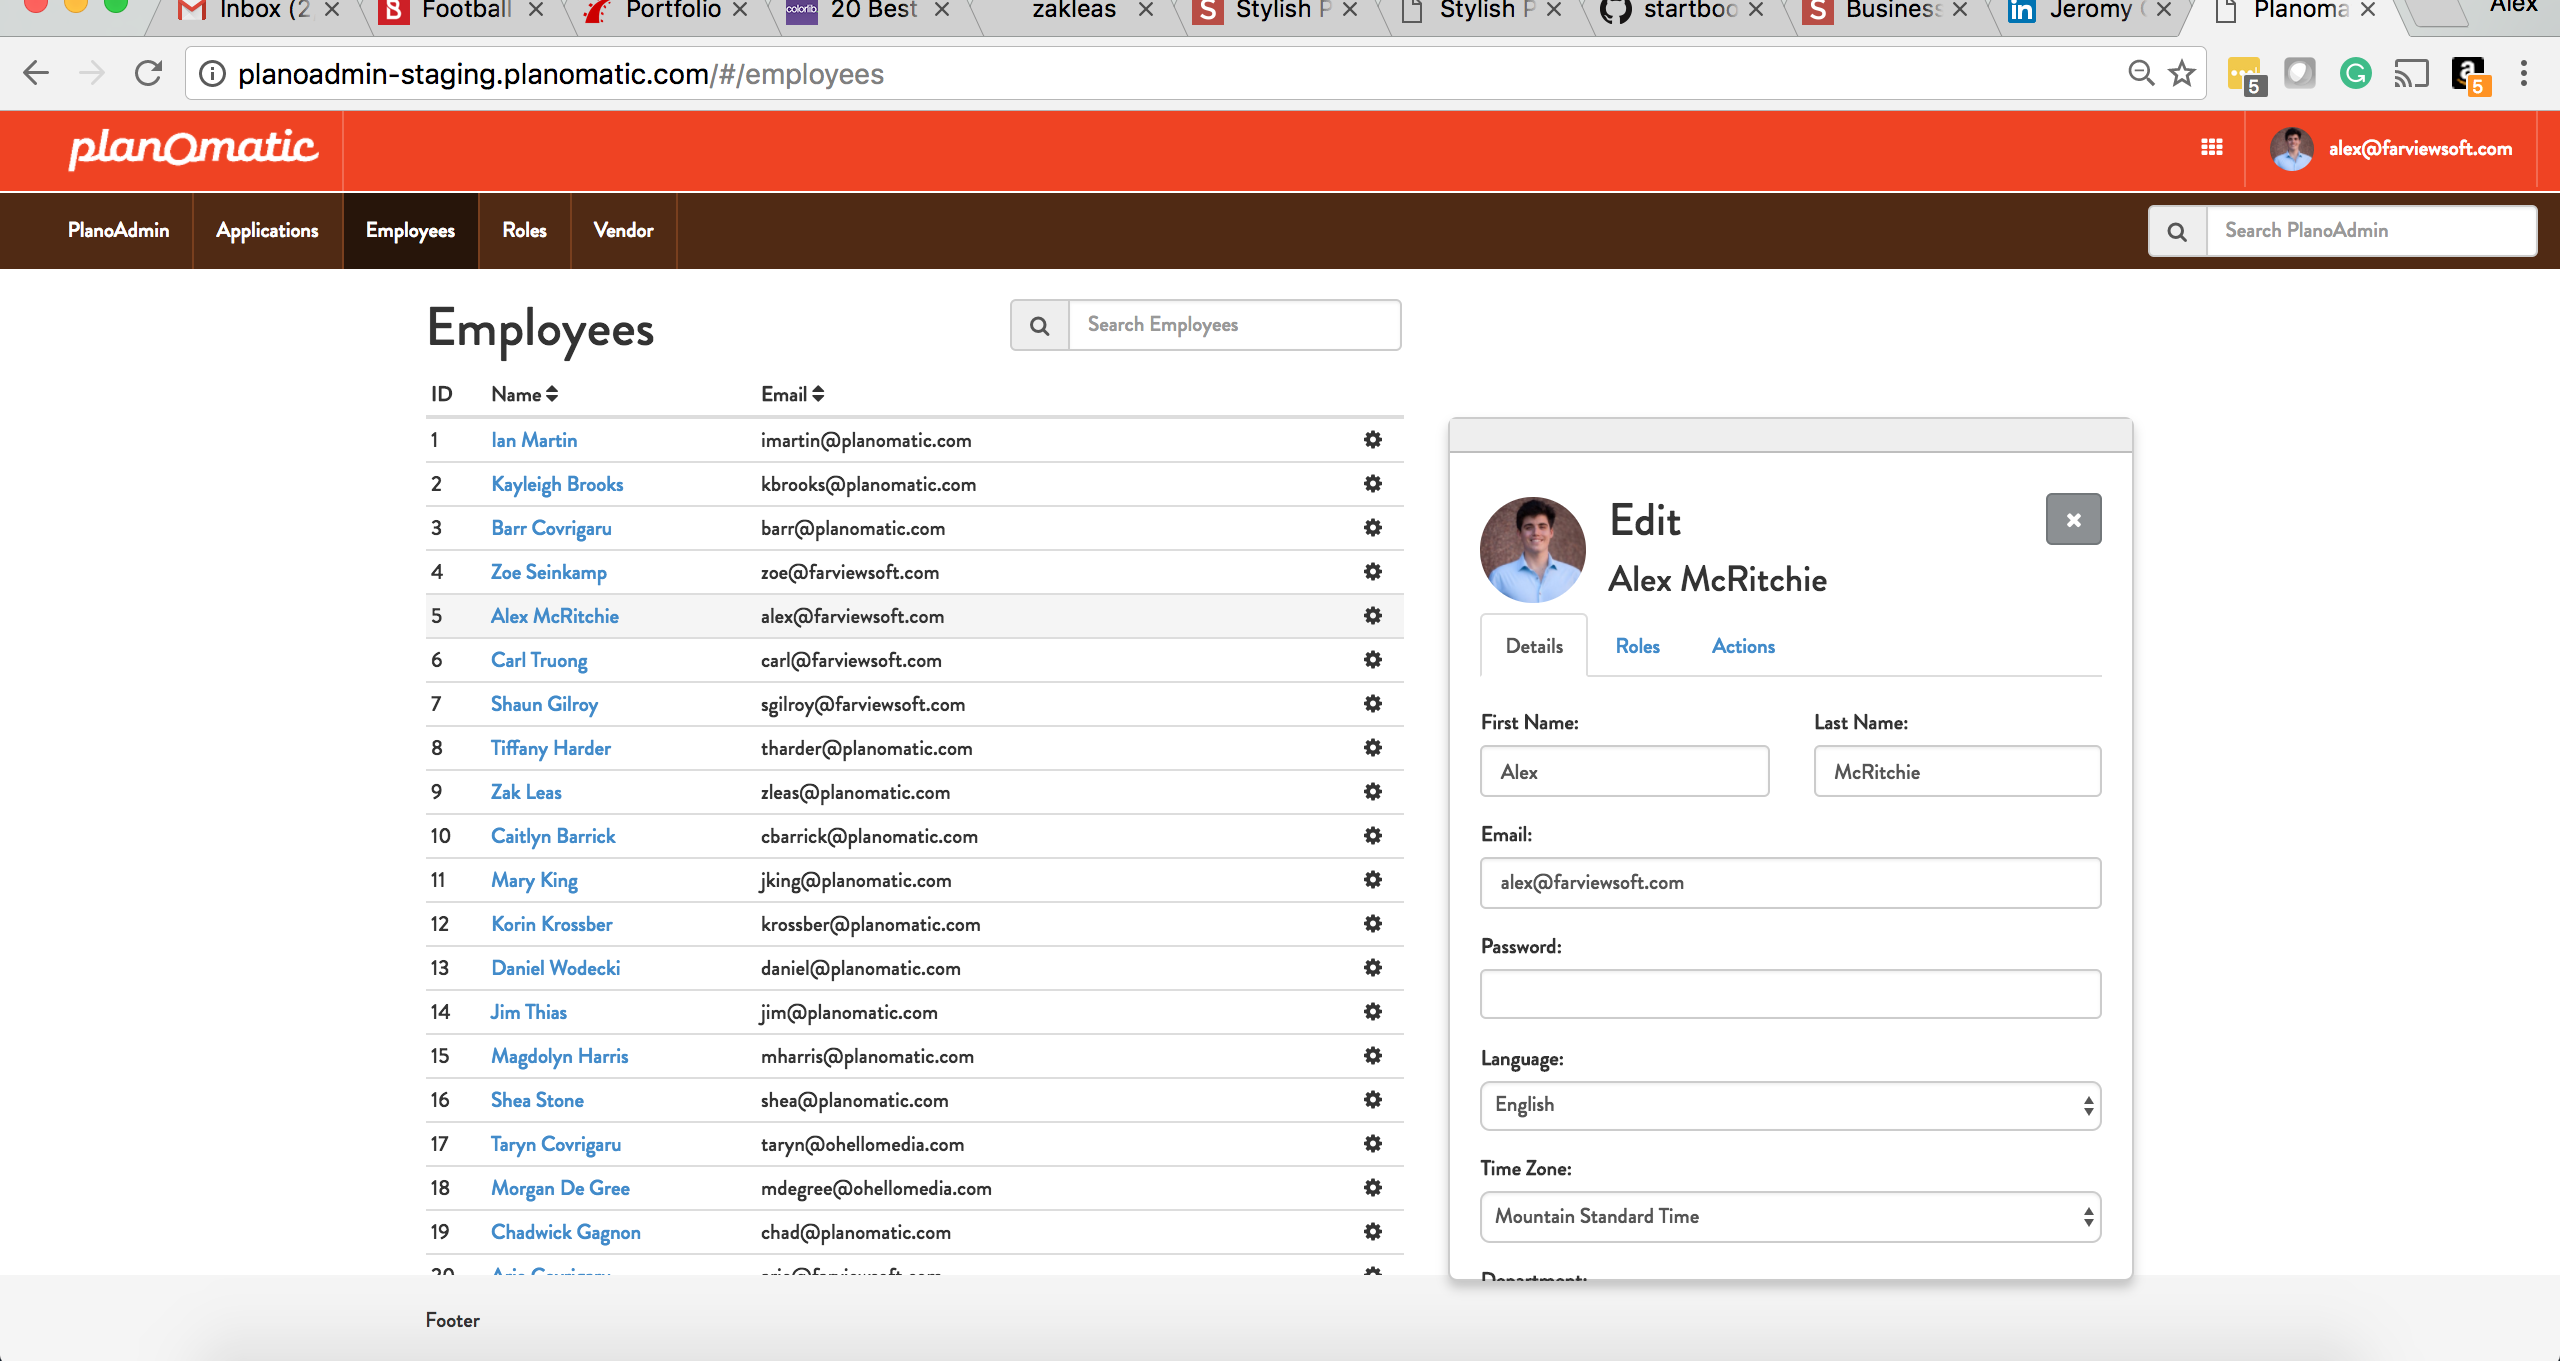 Inbox (2
Football
Portfolio
20 Best
zakleas
Stylish P
Stylish P
startboo
Business
Jeromy
Planoma
Alex
planoadmin-staging.planomatic.com/#/employees
5
5
planOmatic
alex@farviewsoft.com
PlanoAdmin
Applications
Employees
Roles
Vendor
Search PlanoAdmin
Employees
Search Employees
ID Name Email
1 Ian Martin imartin@planomatic.com
2 Kayleigh Brooks kbrooks@planomatic.com
3 Barr Covrigaru barr@planomatic.com
4 Zoe Seinkamp zoe@farviewsoft.com
5 Alex McRitchie alex@farviewsoft.com
6 Carl Truong carl@farviewsoft.com
7 Shaun Gilroy sgilroy@farviewsoft.com
8 Tiffany Harder tharder@planomatic.com
9 Zak Leas zleas@planomatic.com
10 Caitlyn Barrick cbarrick@planomatic.com
11 Mary King jking@planomatic.com
12 Korin Krossber krossber@planomatic.com
13 Daniel Wodecki daniel@planomatic.com
14 Jim Thias jim@planomatic.com
15 Magdolyn Harris mharris@planomatic.com
16 Shea Stone shea@planomatic.com
17 Taryn Covrigaru taryn@ohellomedia.com
18 Morgan De Gree mdegree@ohellomedia.com
19 Chadwick Gagnon chad@planomatic.com
20
Edit
Alex McRitchie
Details
Roles
Actions
First Name:
Last Name:
Alex
McRitchie
Email:
alex@farviewsoft.com
Password:
Language:
English
Time Zone:
Mountain Standard Time
Department:
Footer